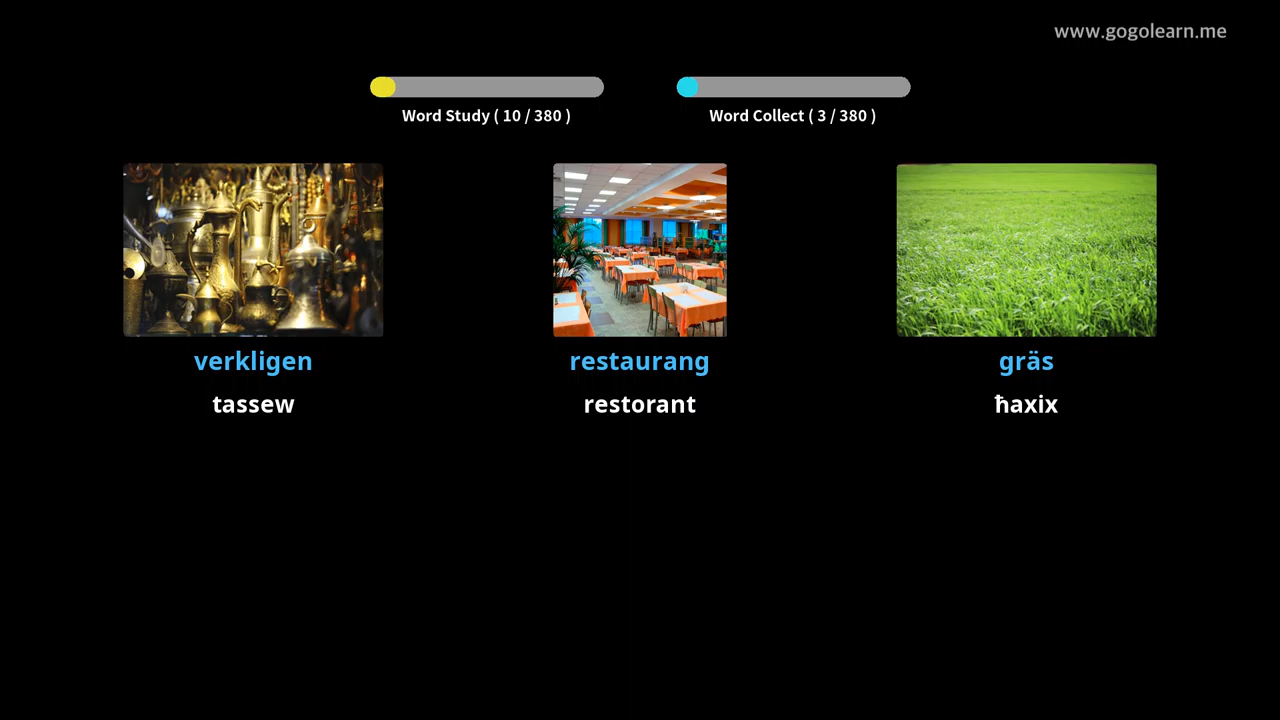 www.gogolearn.me
Word Study ( 10 / 380 )
Word Collect ( 3 / 380 )
verkligen
tassew
restaurang
restorant
gräs
ħaxix